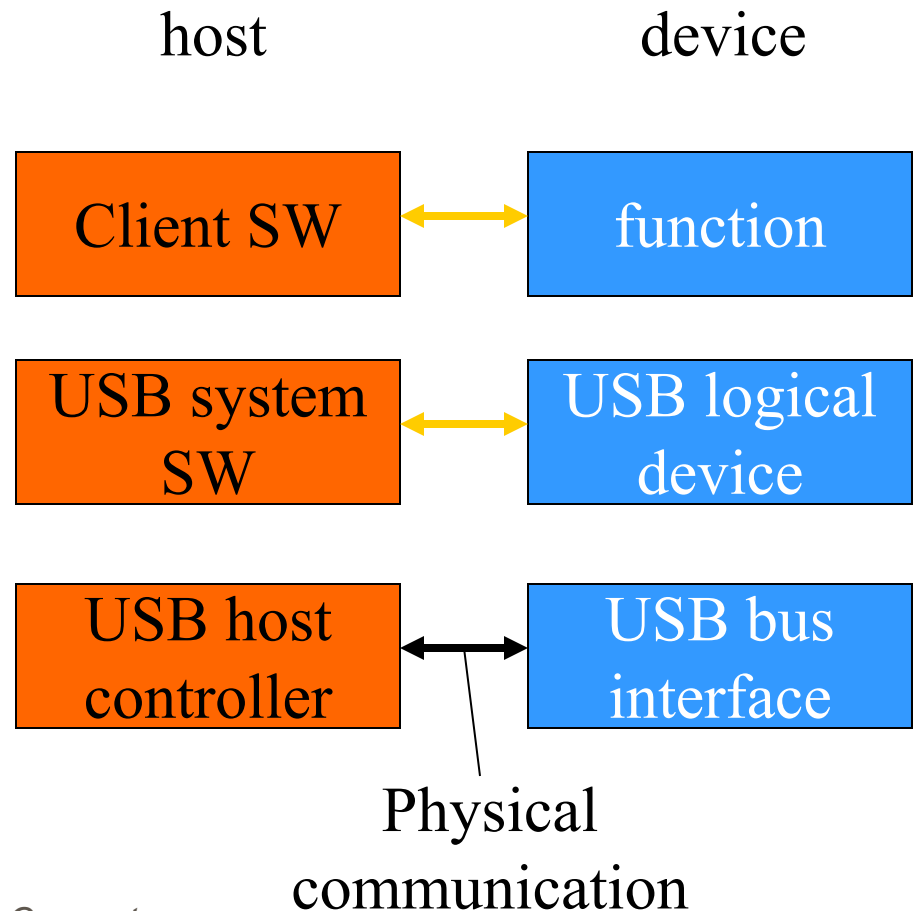 host
device
Client SW
function
USB system
SW
USB logical
device
USB host
controller
USB bus
interface
Physical
communication